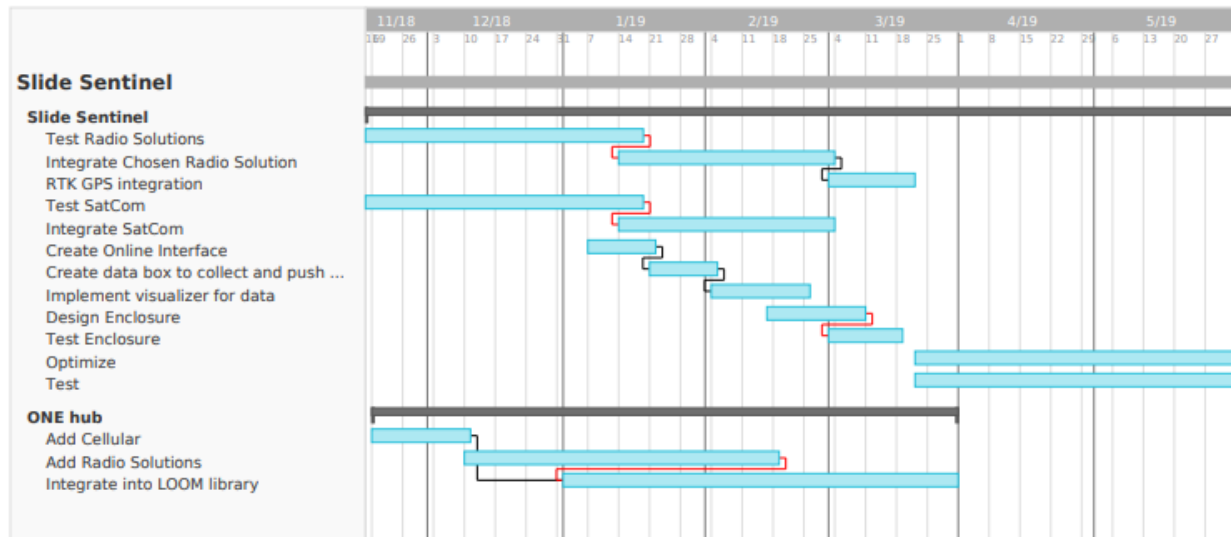 11/18 12/18 1/19 2/19 3/19 4/19 5/19
19 26 3 10 17 24 31 7 14 21 28 4 11 18 25 4 11 18 25 1 8 15 22 29 6 13 20 27
Slide Sentinel
Slide Sentinel
Test Radio Solutions
Integrate Chosen Radio Solution
RTK GPS integration
Test SatCom
Integrate SatCom
Create Online Interface
Create data box to collect and push ...
Implement visualizer for data
Design Enclosure
Test Enclosure
Optimize
Test
ONE hub
Add Cellular
Add Radio Solutions
Integrate into LOOM library